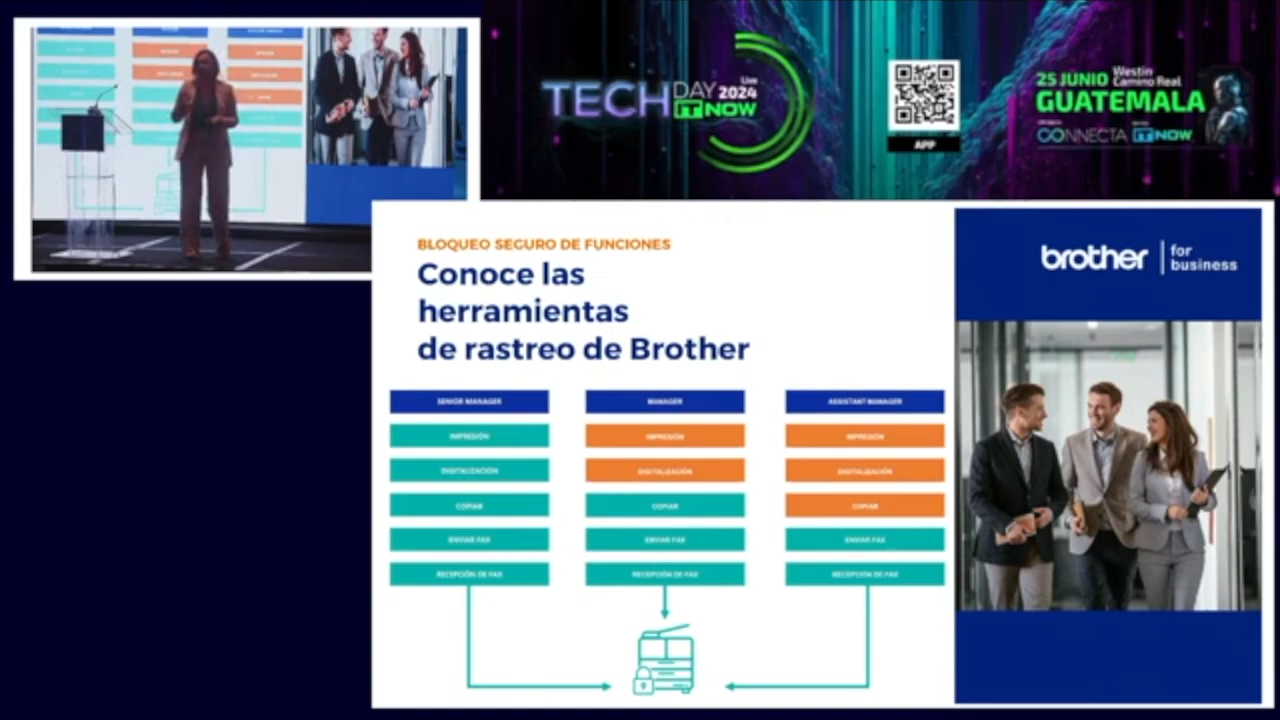 TECH DAY Live 2024 IT NOW
APP
25 JUNIO Westin Camino Real
GUATEMALA
CONNECTA IT NOW
BLOQUEO SEGURO DE FUNCIONES
Conoce las
herramientas
de rastreo de Brother
brother for business
SENIOR MANAGER MANAGER ASSISTANT MANAGER
IMPRESIÓN IMPRESIÓN IMPRESIÓN
DIGITALIZACIÓN DIGITALIZACIÓN DIGITALIZACIÓN
COPIAR COPIAR COPIAR
ENVIAR FAX ENVIAR FAX ENVIAR FAX
RECEPCIÓN DE FAX RECEPCIÓN DE FAX RECEPCIÓN DE FAX